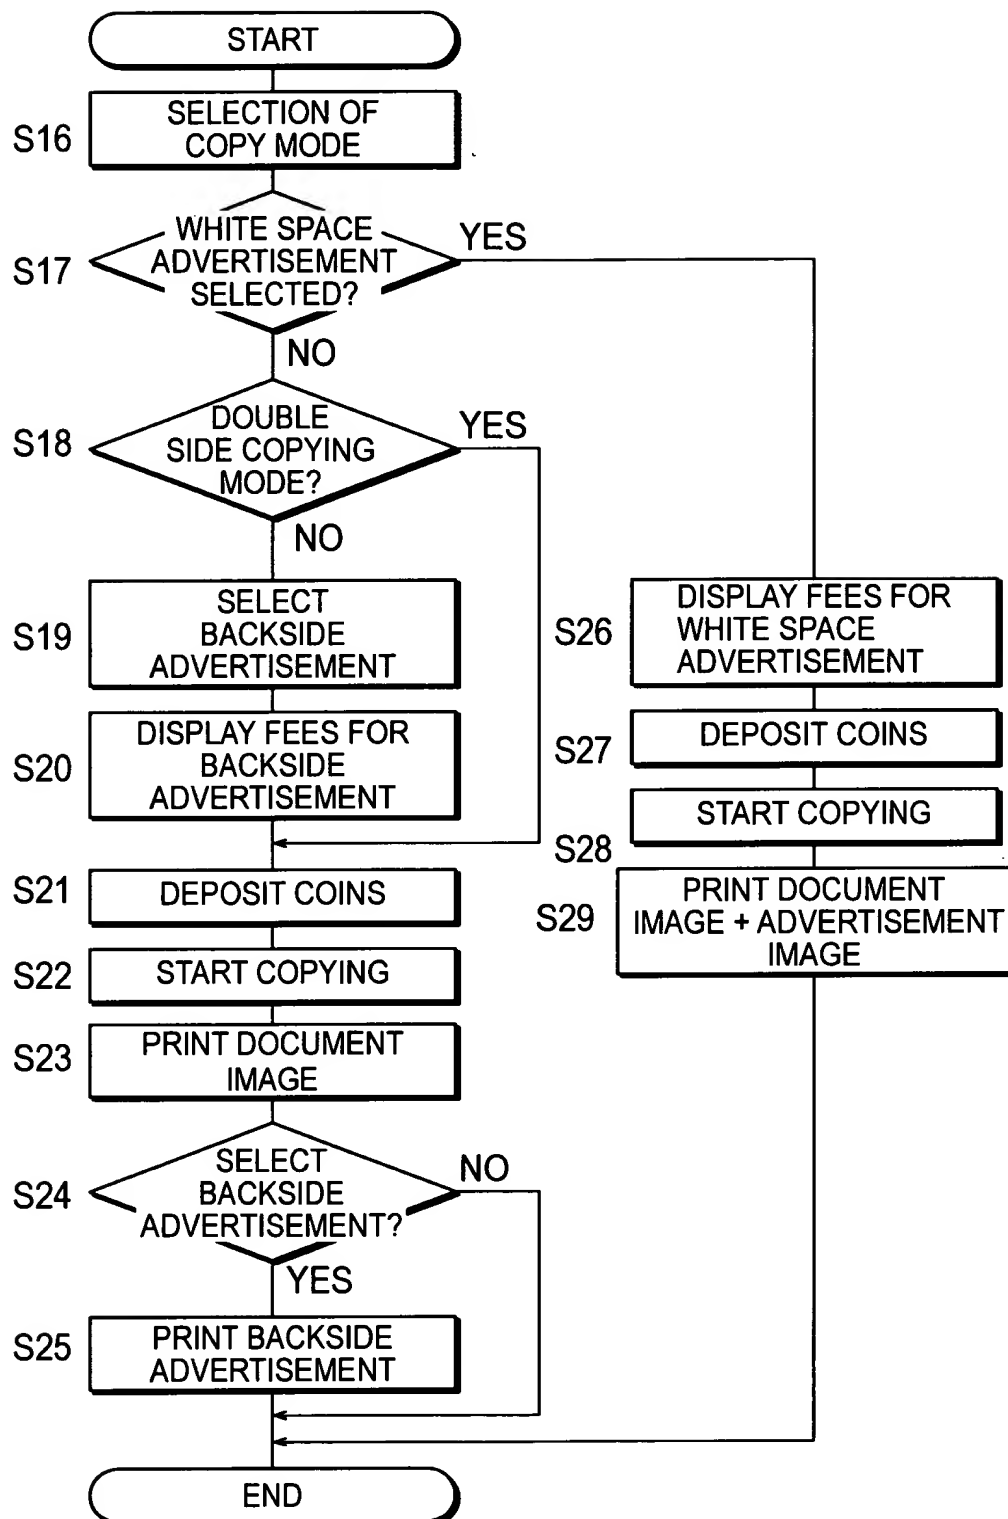 START
S16
SELECTION OF
COPY MODE
S17
WHITE SPACE
ADVERTISEMENT
SELECTED?
YES
NO
S18
DOUBLE
SIDE COPYING
MODE?
YES
NO
S19
SELECT
BACKSIDE
ADVERTISEMENT
S20
DISPLAY FEES FOR
BACKSIDE
ADVERTISEMENT
S21
DEPOSIT COINS
S22
START COPYING
S23
PRINT DOCUMENT
IMAGE
S24
SELECT
BACKSIDE
ADVERTISEMENT?
NO
YES
S25
PRINT BACKSIDE
ADVERTISEMENT
S26
DISPLAY FEES FOR
WHITE SPACE
ADVERTISEMENT
S27
DEPOSIT COINS
S28
START COPYING
S29
PRINT DOCUMENT
IMAGE + ADVERTISEMENT
IMAGE
END